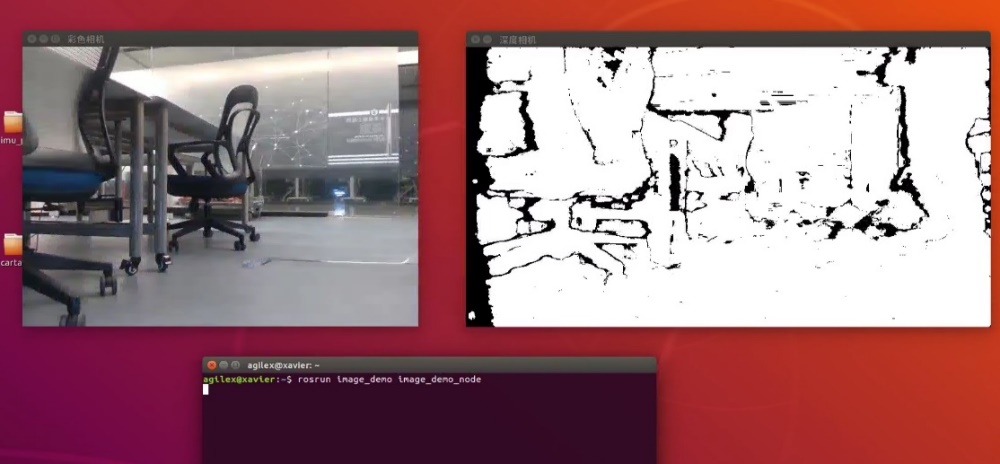 彩色相机
深度相机
imu_
carta
agilex@xavier: ~
agilex@xavier:~$ rosrun image_demo image_demo_node